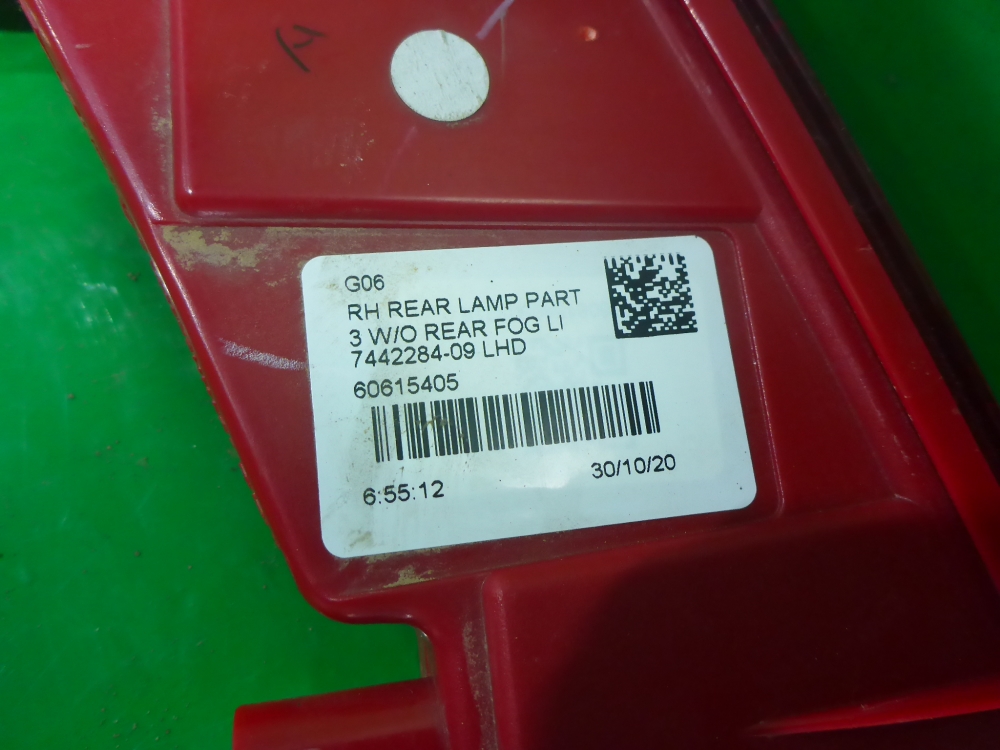 G06
RH REAR LAMP PART
3 W/O REAR FOG LI
7442284-09 LHD
60615405
6:55:12
30/10/20